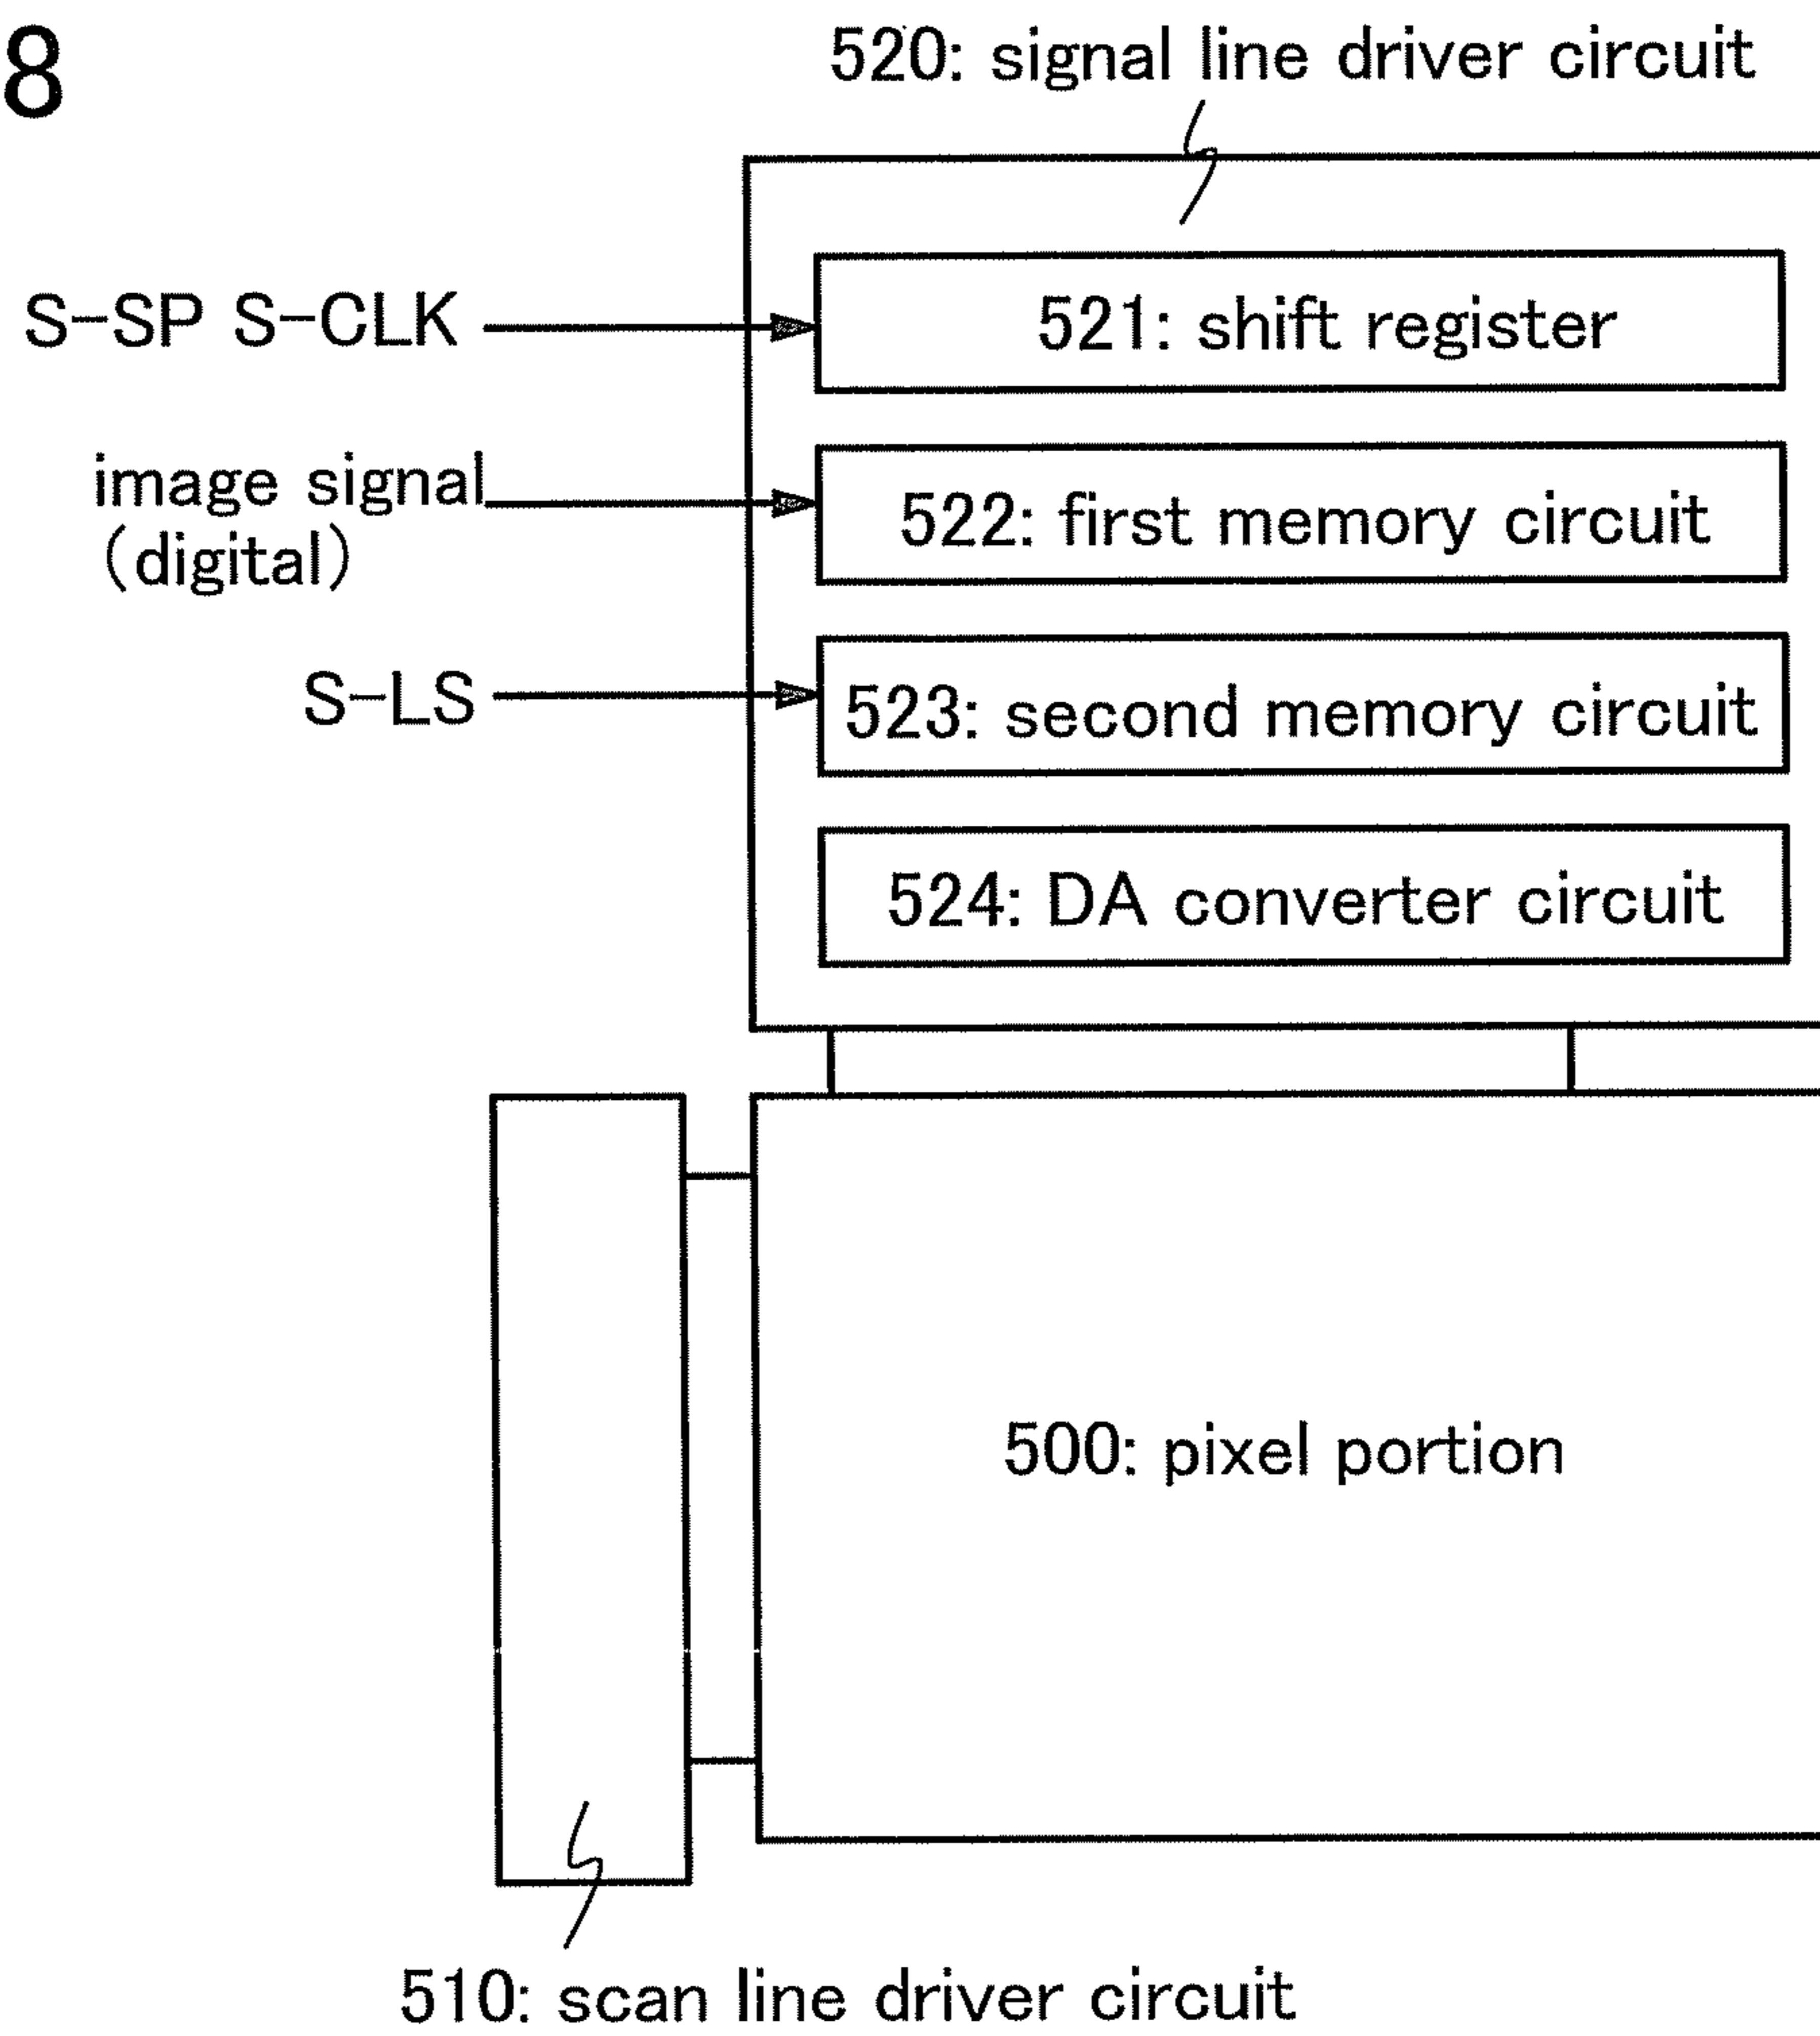 8
520: signal line driver circuit
S-SP S-CLK
521: shift register
image signal
(digital)
522: first memory circuit
S-LS
523: second memory circuit
524: DA converter circuit
500: pixel portion
510: scan line driver circuit